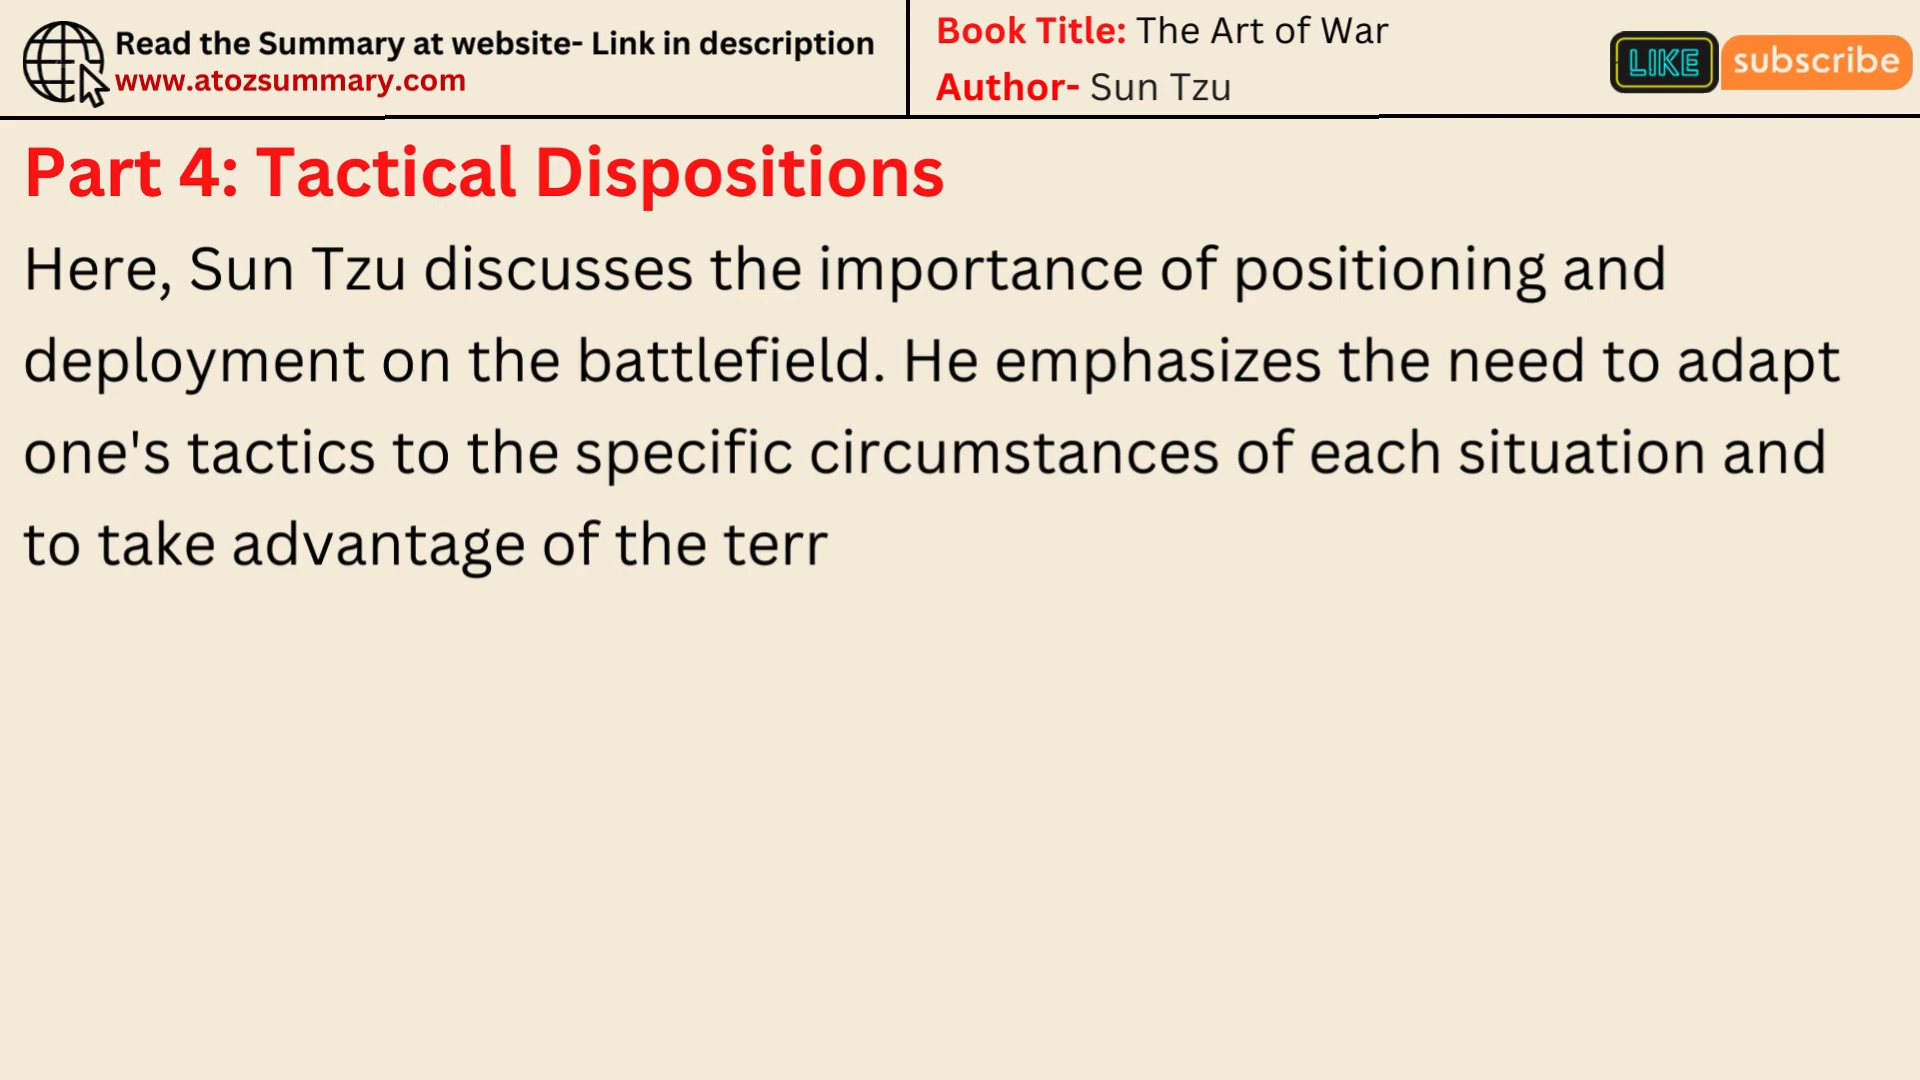 Read the Summary at website- Link in description
www.atozsummary.com
Book Title: The Art of War
Author- Sun Tzu
LIKE
subscribe
Part 4: Tactical Dispositions
Here, Sun Tzu discusses the importance of positioning and
deployment on the battlefield. He emphasizes the need to adapt
one's tactics to the specific circumstances of each situation and
to take advantage of the terr